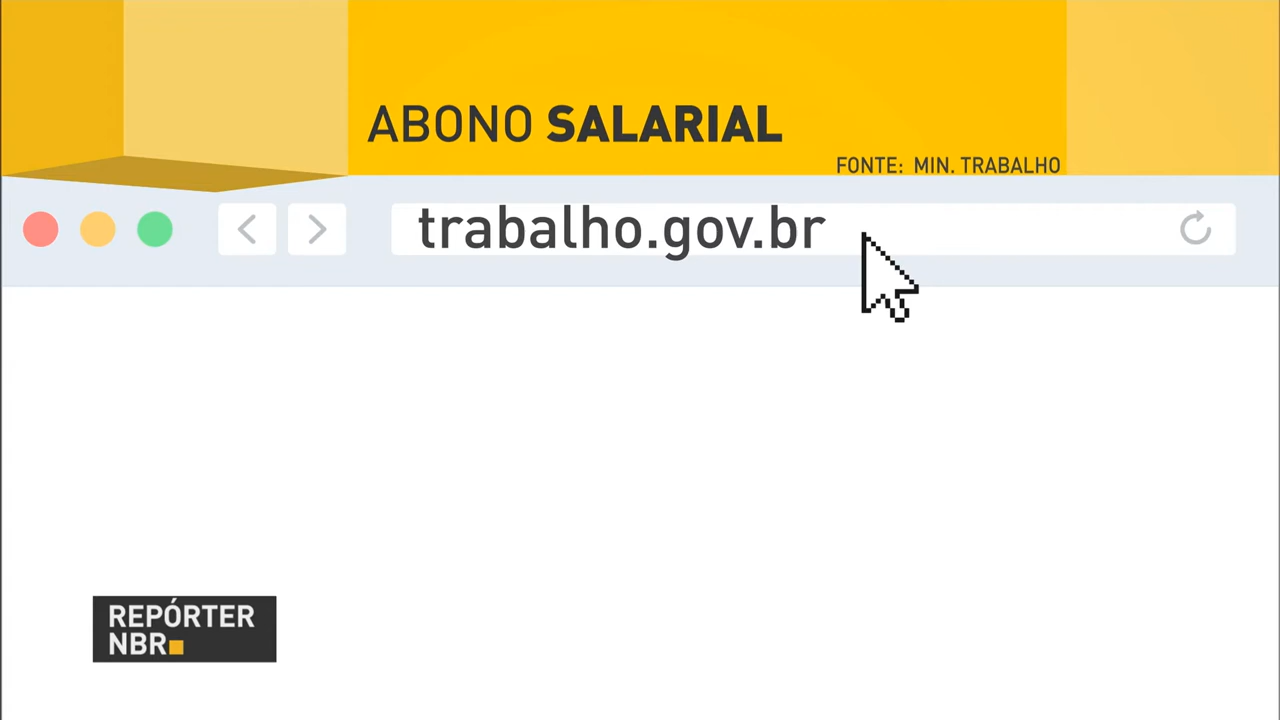 ABONO SALARIAL
FONTE: MIN. TRABALHO
trabalho.gov.br
REPÓRTER
NBR